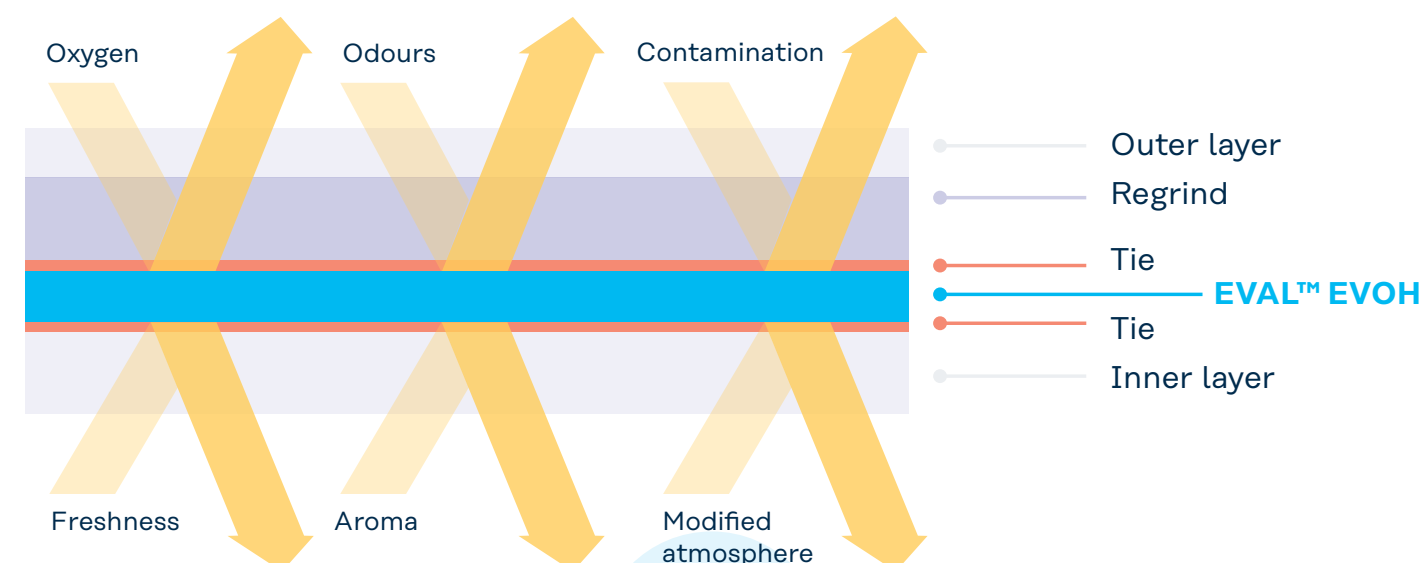 Oxygen
Odours
Contamination
Outer layer
Regrind
Tie
EVAL™ EVOH
Tie
Inner layer
Freshness
Aroma
Modified
atmosphere